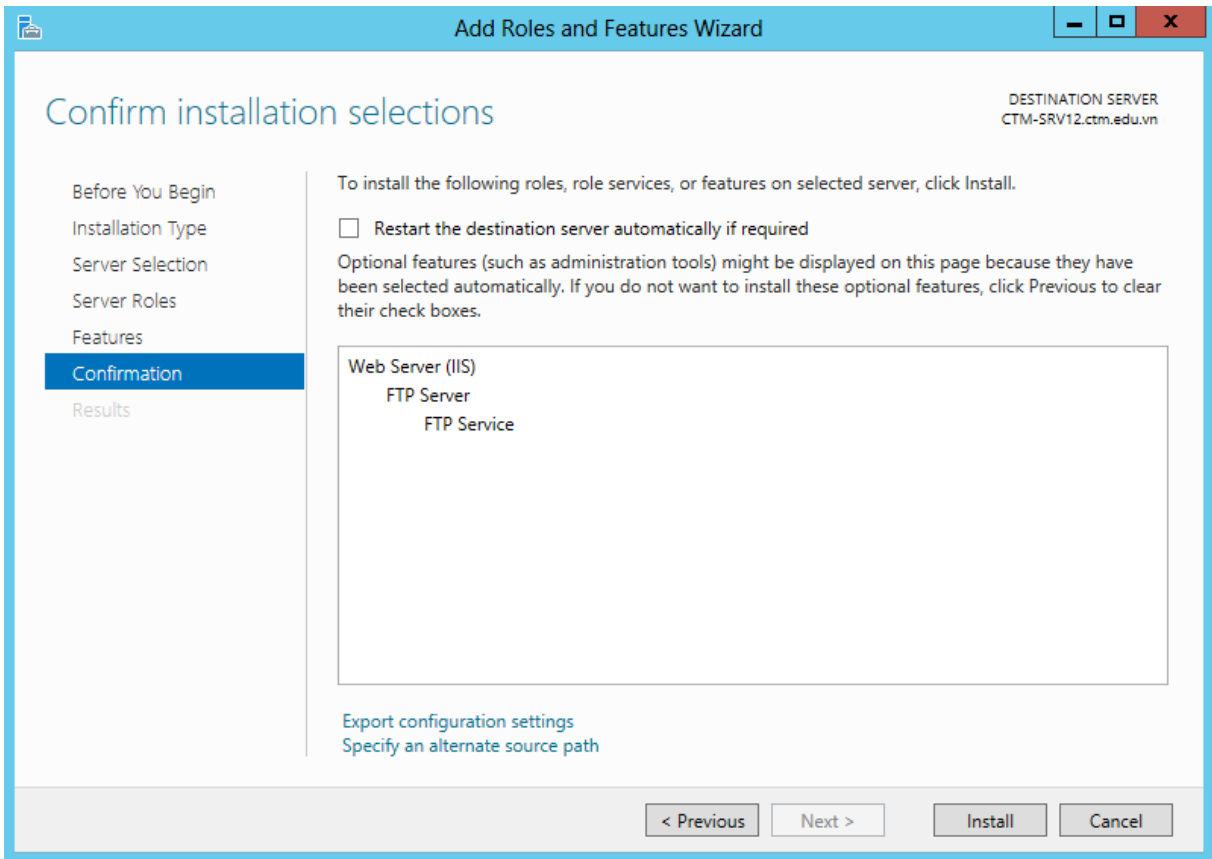 Add Roles and Features Wizard
Confirm installation selections
DESTINATION SERVER
CTM-SRV12.ctm.edu.vn
Before You Begin
Installation Type
Server Selection
Server Roles
Features
Confirmation
Results
To install the following roles, role services, or features on selected server, click Install.
Restart the destination server automatically if required
Optional features (such as administration tools) might be displayed on this page because they have
been selected automatically. If you do not want to install these optional features, click Previous to clear
their check boxes.
Web Server (IIS)
FTP Server
FTP Service
Export configuration settings
Specify an alternate source path
< Previous
Next >
Install
Cancel